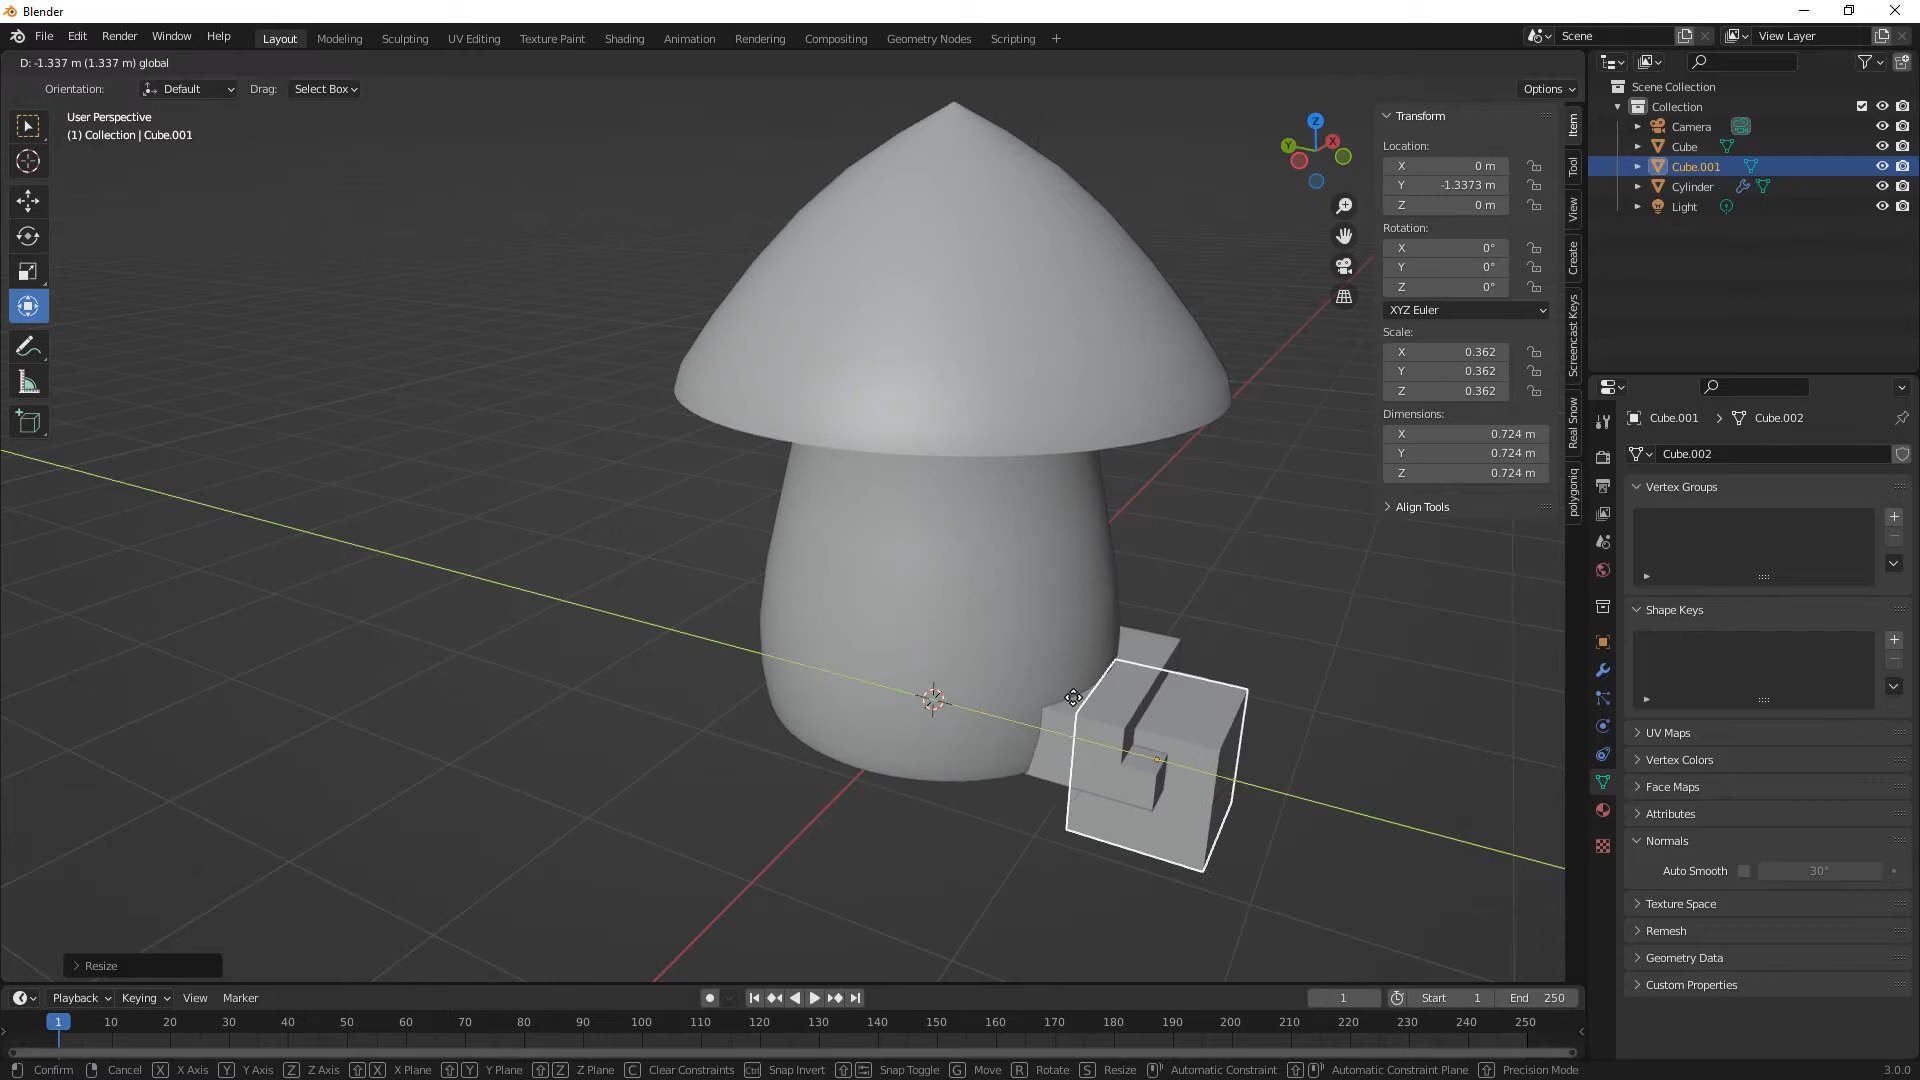 Blender
File Edit Render Window Help Layout Modeling Sculpting UV Editing Texture Paint Shading Animation Rendering Compositing Geometry Nodes Scripting + Scene View Layer
D: -1.337 m (1.337 m) global
Orientation: Default Drag: Select Box Options
User Perspective
(1) Collection | Cube.001
Z
Y
X
Transform
Location:
X 0 m
Y -1.3373 m
Z 0 m
Rotation:
X 0°
Y 0°
Z 0°
XYZ Euler
Scale:
X 0.362
Y 0.362
Z 0.362
Dimensions:
X 0.724 m
Y 0.724 m
Z 0.724 m
Align Tools
Item
Tool
View
Create
Screencast Keys
Real Snow
polygoniq
Scene Collection
Collection
Camera
Cube
Cube.001
Cylinder
Light
Cube.001 > Cube.002
Cube.002
Vertex Groups
Shape Keys
UV Maps
Vertex Colors
Face Maps
Attributes
Normals
Auto Smooth 30°
Texture Space
Remesh
Geometry Data
Custom Properties
Resize
Playback Keying View Marker 1 Start 1 End 250
1 10 20 30 40 50 60 70 80 90 100 110 120 130 140 150 160 170 180 190 200 210 220 230 240 250
Confirm Cancel X X Axis Y Y Axis Z Z Axis X X Plane Y Y Plane Z Z Plane C Clear Constraints Ctrl Snap Invert Snap Toggle G Move R Rotate S Resize Automatic Constraint Automatic Constraint Plane Precision Mode 3.0.0